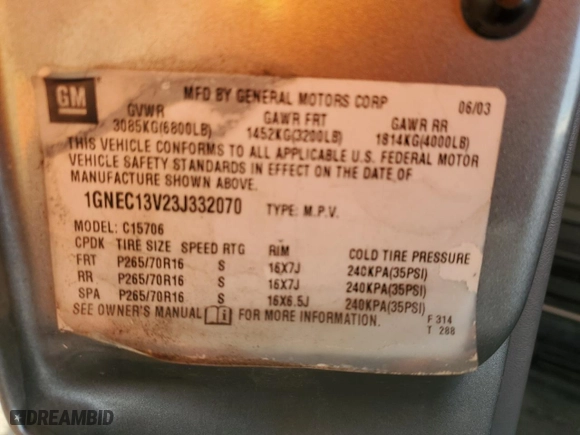 GM
MFD BY GENERAL MOTORS CORP 06/03
GVWR GAWR FRT GAWR RR
3085KG(6800LB) 1452KG(3200LB) 1814KG(4000LB)
THIS VEHICLE CONFORMS TO ALL APPLICABLE U.S. FEDERAL MOTOR
VEHICLE SAFETY STANDARDS IN EFFECT ON THE DATE OF
MANUFACTURE SHOWN ABOVE.
1GNEC13V23J332070 TYPE: M.P.V.
MODEL: C15706
CPDK TIRE SIZE SPEED RTG RIM COLD TIRE PRESSURE
FRT P265/70R16 S 16X7J 240KPA(35PSI)
RR P265/70R16 S 16X7J 240KPA(35PSI)
SPA P265/70R16 S 16X6.5J 240KPA(35PSI)
SEE OWNER'S MANUAL FOR MORE INFORMATION.
F 314
T 288
DREAMBID